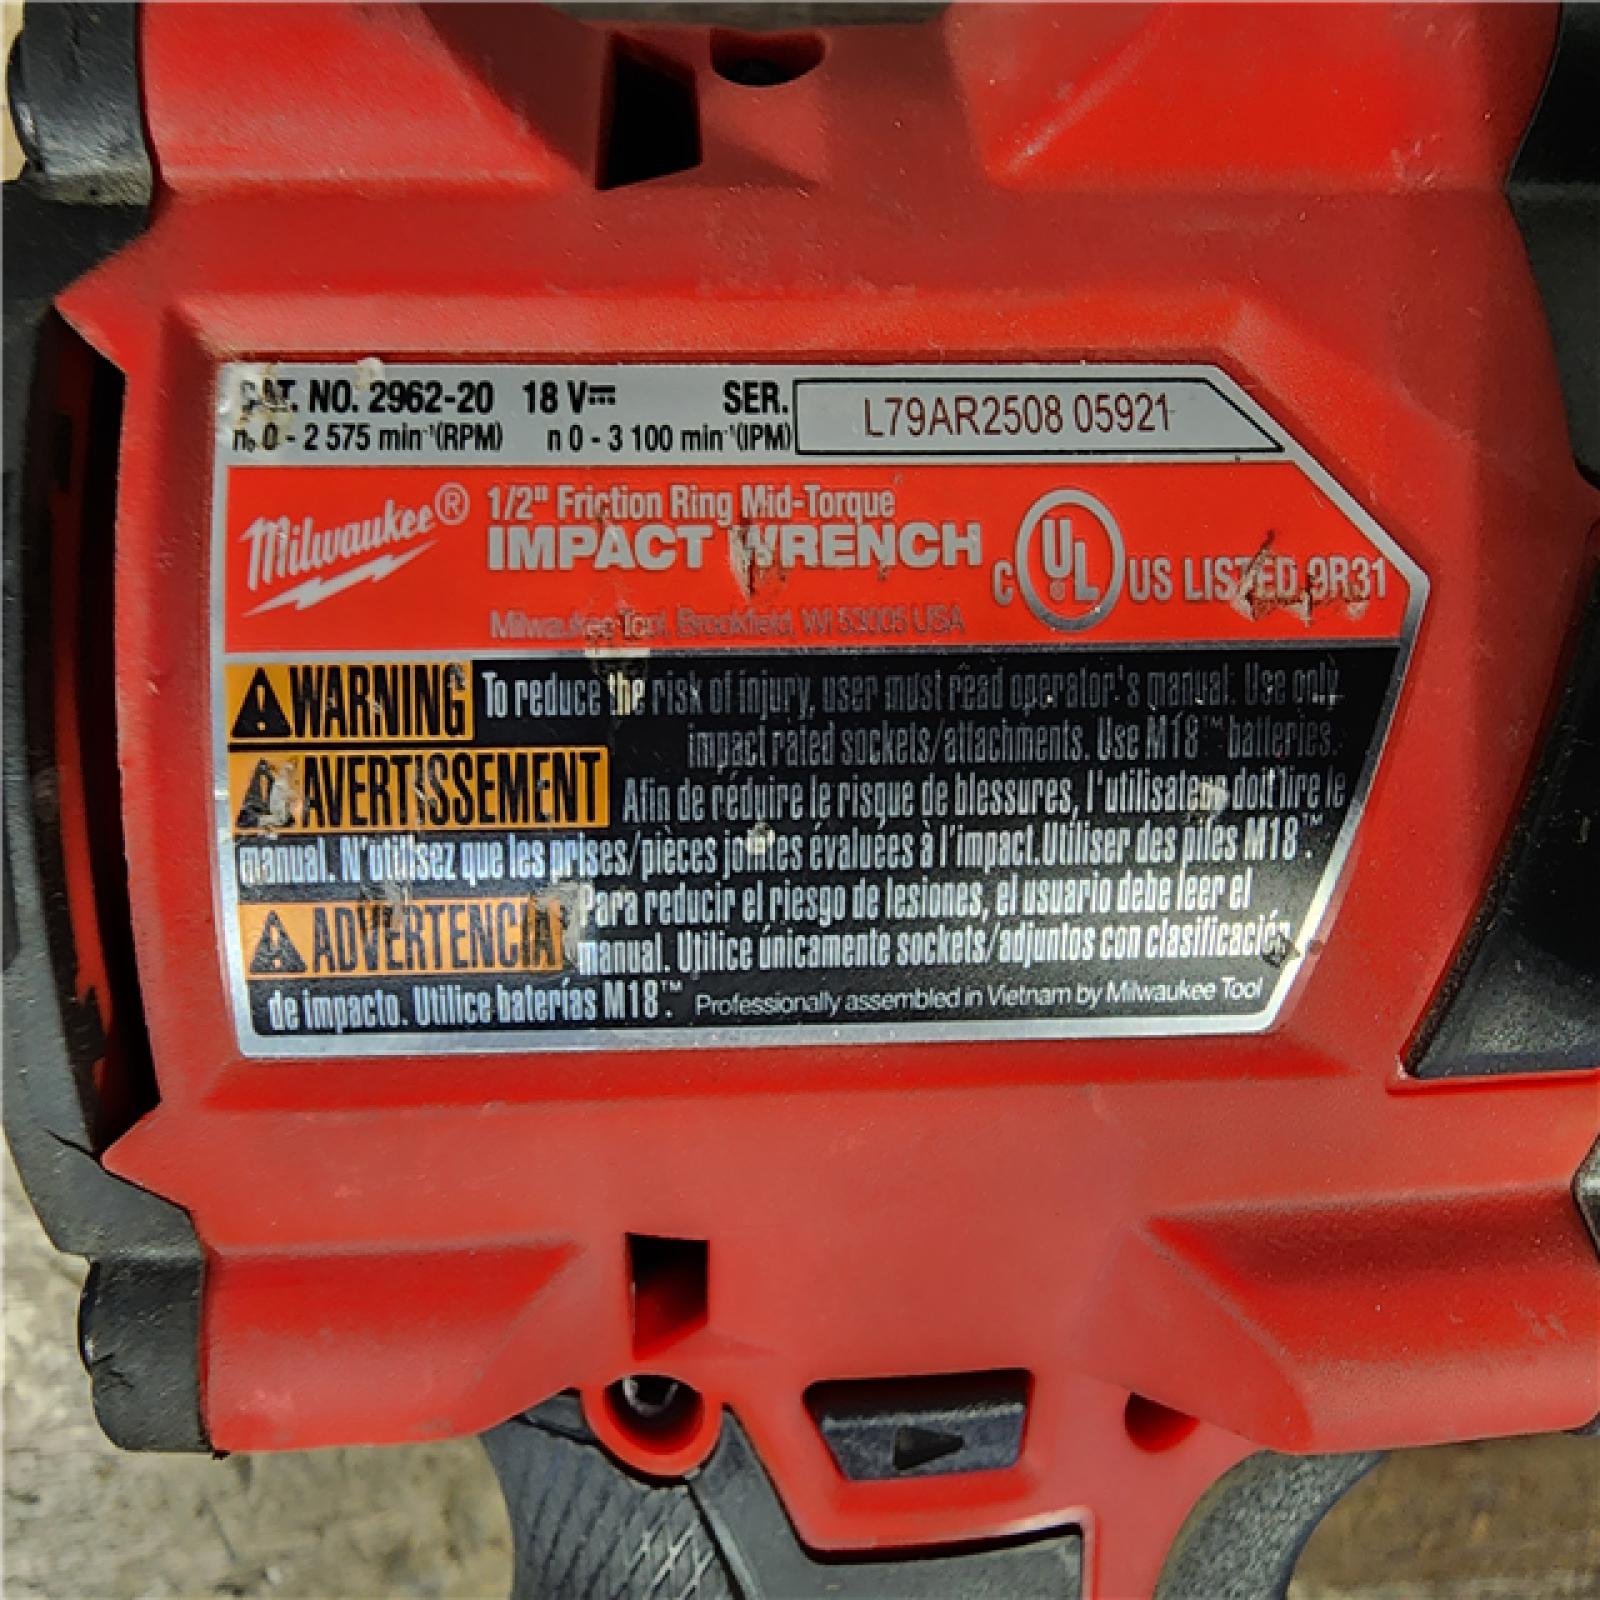 CAT. NO. 2962-20 18 V⎓ SER. L79AR2508 05921
n₀ 0 - 2 575 min⁻¹(RPM) n 0 - 3 100 min⁻¹(IPM)
Milwaukee®
1/2" Friction Ring Mid-Torque
IMPACT WRENCH
Milwaukee Tool, Brookfield, WI 53005 USA
C UL® US LISTED 9R31
WARNING To reduce the risk of injury, user must read operator's manual. Use only
impact rated sockets/attachments. Use M18™ batteries.
AVERTISSEMENT Afin de réduire le risque de blessures, l'utilisateur doit lire le
manual. N'utilisez que les prises/pièces jointes évaluées à l'impact.Utiliser des piles M18™.
ADVERTENCIA Para reducir el riesgo de lesiones, el usuario debe leer el
manual. Utilice únicamente sockets/adjuntos con clasificación
de impacto. Utilice baterías M18™. Professionally assembled in Vietnam by Milwaukee Tool